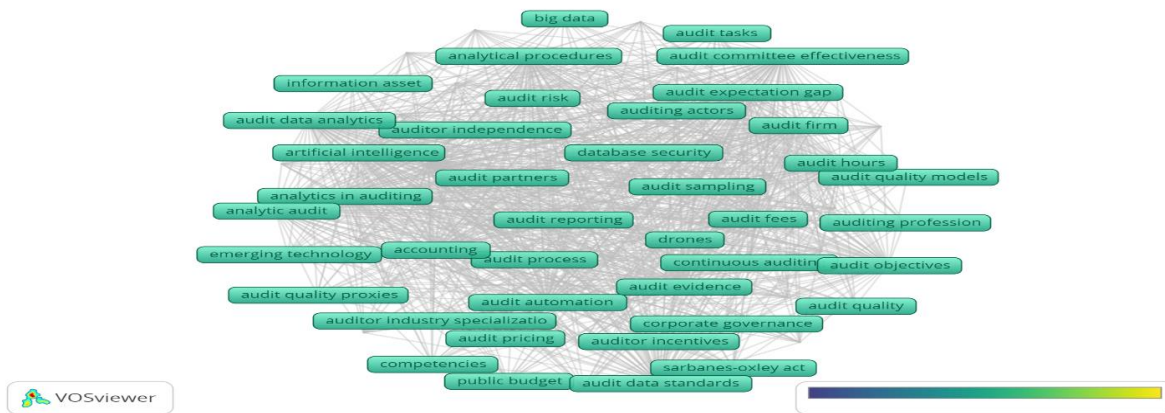 big data
audit tasks
analytical procedures
audit committee effectiveness
information asset
audit expectation gap
audit risk
auditing actors
audit data analytics
auditor independence
audit firm
artificial intelligence
database security
audit hours
audit partners
audit quality models
audit sampling
analytics in auditing
analytic audit
audit reporting
audit fees
auditing profession
drones
emerging technology
accounting
audit process
continuous auditin
audit objectives
audit evidence
audit quality proxies
audit automation
audit quality
auditor industry specializatio
corporate governance
audit pricing
auditor incentives
competencies
sarbanes-oxley act
public budget
audit data standards
VOSviewer